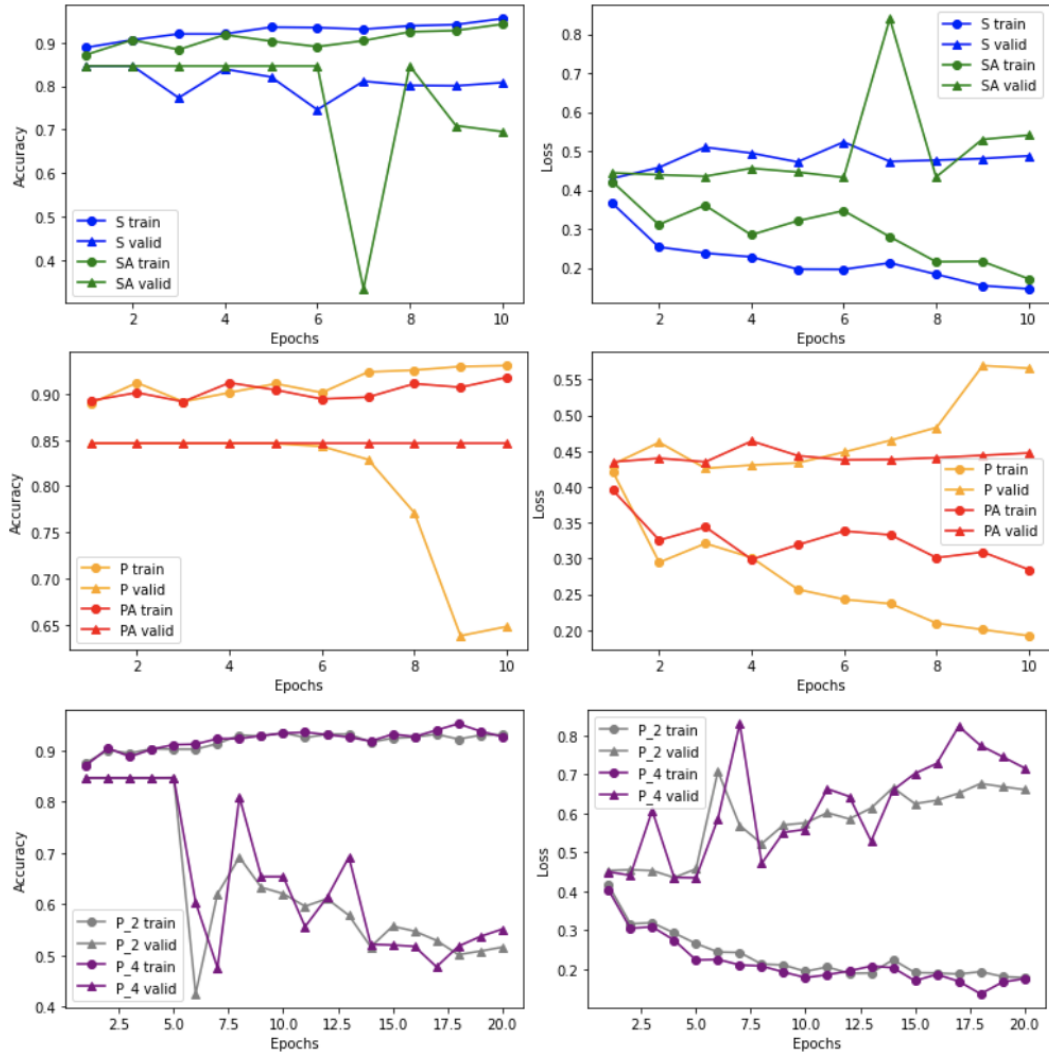 Accuracy
0.9
0.8
0.7
0.6
0.5
0.4
S train
S valid
SA train
SA valid
2 4 6 8 10
Epochs
Loss
0.8
0.7
0.6
0.5
0.4
0.3
0.2
S train
S valid
SA train
SA valid
2 4 6 8 10
Epochs
Accuracy
0.90
0.85
0.80
0.75
0.70
0.65
P train
P valid
PA train
PA valid
2 4 6 8 10
Epochs
Loss
0.55
0.50
0.45
0.40
0.35
0.30
0.25
0.20
P train
P valid
PA train
PA valid
2 4 6 8 10
Epochs
Accuracy
0.9
0.8
0.7
0.6
0.5
0.4
P_2 train
P_2 valid
P_4 train
P_4 valid
2.5 5.0 7.5 10.0 12.5 15.0 17.5 20.0
Epochs
Loss
0.8
0.7
0.6
0.5
0.4
0.3
0.2
P_2 train
P_2 valid
P_4 train
P_4 valid
2.5 5.0 7.5 10.0 12.5 15.0 17.5 20.0
Epochs